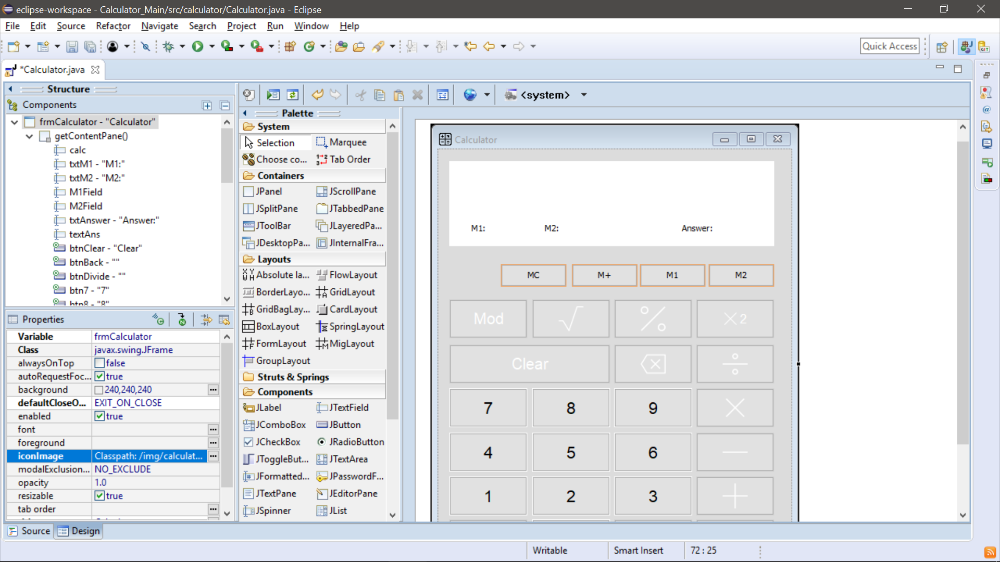 eclipse-workspace - Calculator_Main/src/calculator/Calculator.java - Eclipse
File Edit Source Refactor Navigate Search Project Run Window Help
Quick Access
GIT
*Calculator.java
Structure
Components
frmCalculator - "Calculator"
getContentPane()
calc
txtM1 - "M1:"
txtM2 - "M2:"
M1Field
M2Field
txtAnswer - "Answer:"
textAns
btnClear - "Clear"
btnBack - ""
btnDivide - ""
btn7 - "7"
btn8 - "8"
Properties
Variable frmCalculator
Class javax.swing.JFrame
alwaysOnTop false
autoRequestFoc... true
background 240,240,240
defaultCloseO... EXIT_ON_CLOSE
enabled true
font
foreground
iconImage Classpath: /img/calculat...
modalExclusion... NO_EXCLUDE
opacity 1.0
resizable true
tab order
<system>
Palette
System
Selection Marquee
Choose co... Tab Order
Containers
JPanel JScrollPane
JSplitPane JTabbedPane
JToolBar JLayeredPa...
JDesktopPa... JInternalFra...
Layouts
Absolute la... FlowLayout
BorderLayo... GridLayout
GridBagLay... CardLayout
BoxLayout SpringLayout
FormLayout MigLayout
GroupLayout
Struts & Springs
Components
JLabel JTextField
JComboBox JButton
JCheckBox JRadioButton
JToggleBut... JTextArea
JFormatted... JPasswordF...
JTextPane JEditorPane
JSpinner JList
Calculator
M1: M2: Answer:
MC M+ M1 M2
Mod √ % ×2
Clear ÷
7 8 9 ×
4 5 6 −
1 2 3 +
Source Design
Writable Smart Insert 72 : 25